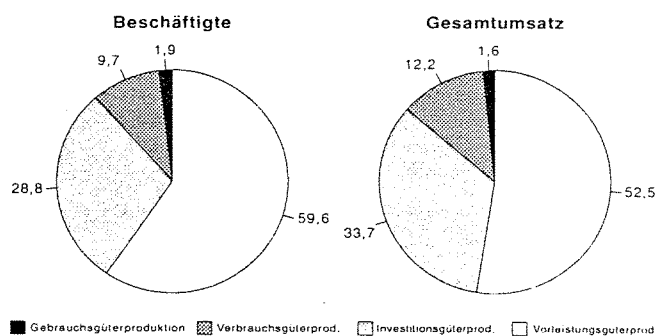 Beschäftigte
Gesamtumsatz
9,7
1,9
28,8
59,6
12,2
1,6
33,7
52,5
Gebrauchsgüterproduktion Verbrauchsgüterprod. Investitionsgüterprod. Vorleistungsgüterprod